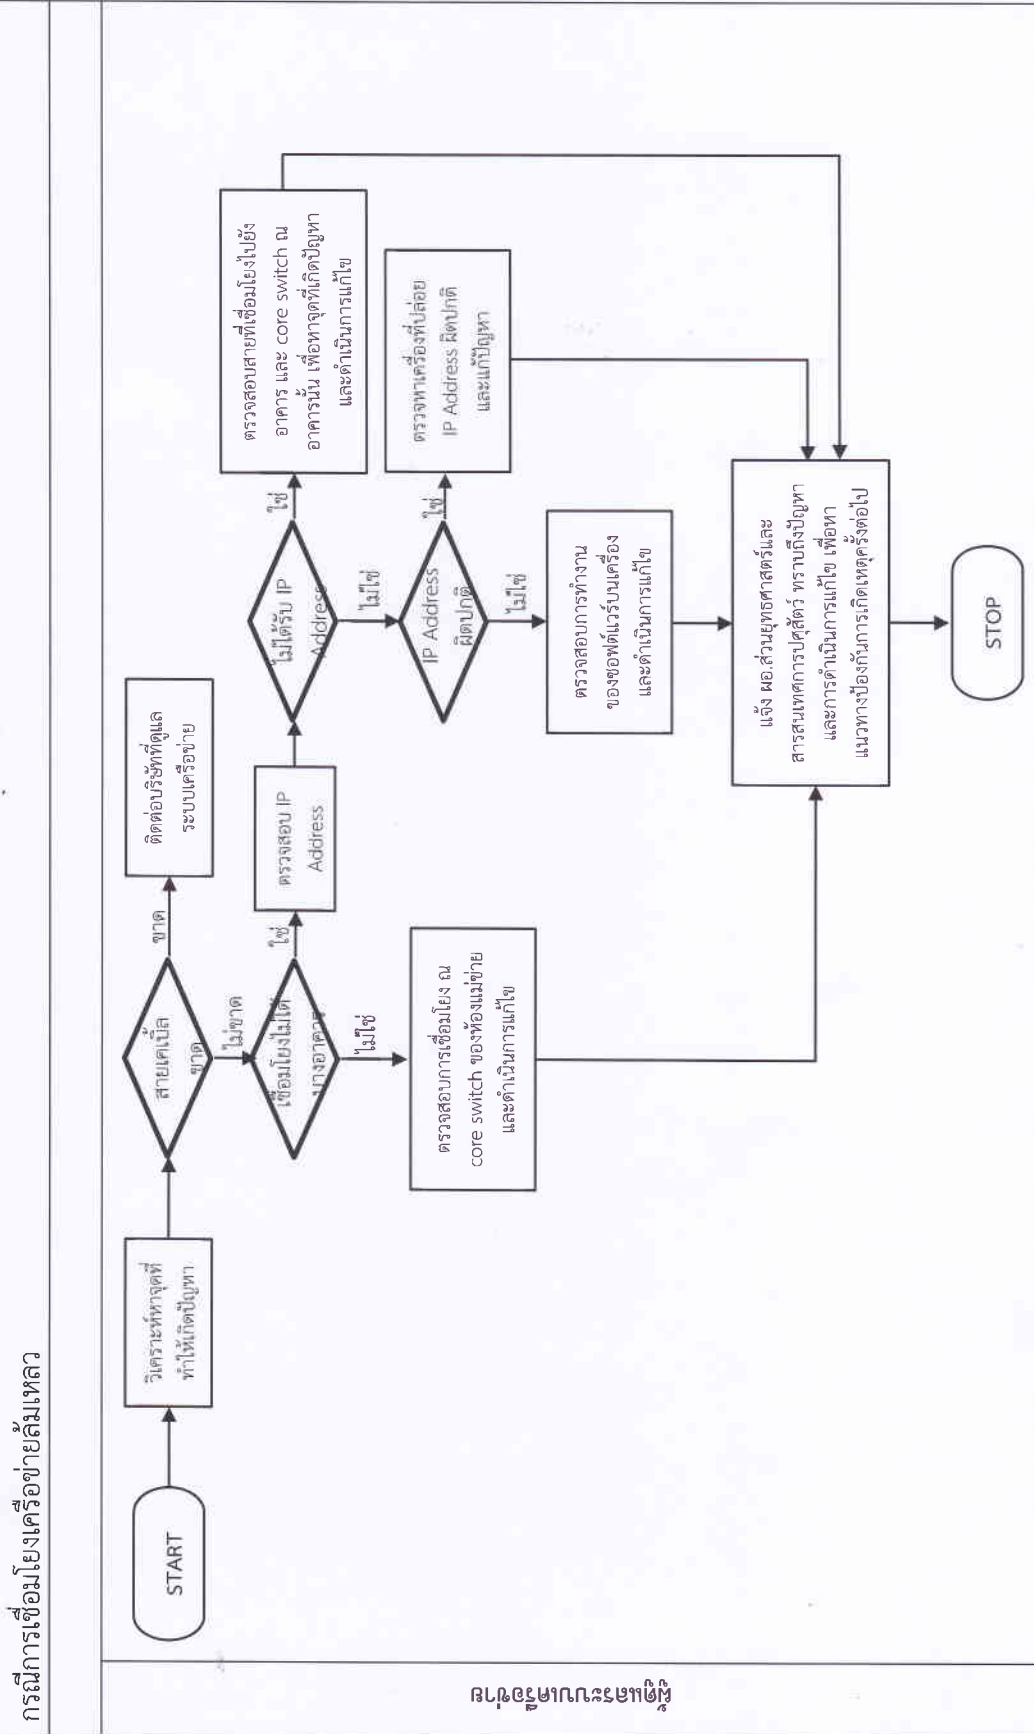 กรณีการเชื่อมโยงเครือข่ายล้มเหลว
ผู้ดูแลระบบเครือข่าย
START
วิเคราะห์หาจุดที่
ทำให้เกิดปัญหา
สายเคเบิ้ล
ขาด
ขาด
ติดต่อบริษัทที่ดูแล
ระบบเครือข่าย
ไม่ขาด
เชื่อมโยงไม่ได้
บางอาคาร
ใช่
ตรวจสอบ IP
Address
ไม่ได้รับ IP
Address
ใช่
ตรวจสอบสายที่เชื่อมโยงไปยัง
อาคาร และ core switch ณ
อาคารนั้น เพื่อหาจุดที่เกิดปัญหา
และดำเนินการแก้ไข
ไม่ใช่
ไม่ใช่
ตรวจสอบการเชื่อมโยง ณ
core switch ของห้องแม่ข่าย
และดำเนินการแก้ไข
IP Address
ผิดปกติ
ใช่
ตรวจหาเครื่องที่ปล่อย
IP Address ผิดปกติ
และแก้ปัญหา
ไม่ใช่
ตรวจสอบการทำงาน
ของซอฟต์แวร์บนเครื่อง
และดำเนินการแก้ไข
แจ้ง ผอ.ส่วนยุทธศาสตร์และ
สารสนเทศการปศุสัตว์ ทราบถึงปัญหา
และการดำเนินการแก้ไข เพื่อหา
แนวทางป้องกันการเกิดเหตุครั้งต่อไป
STOP